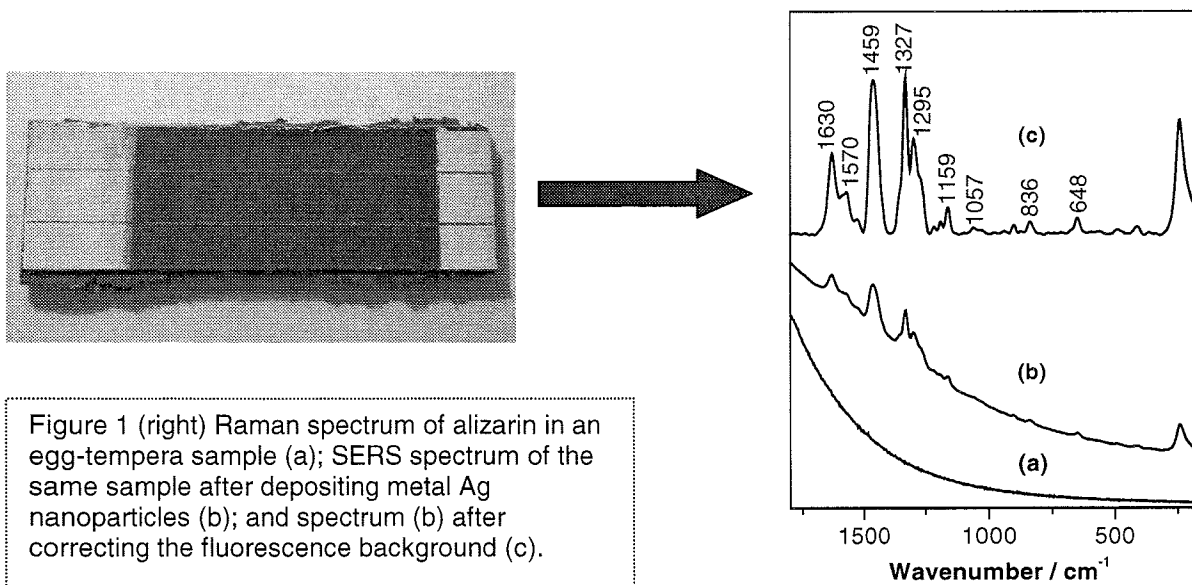 1630
1570
1459
1327
1295
1159
1057
836
648
(c)
(b)
(a)
1500 1000 500
Wavenumber / cm⁻¹
Figure 1 (right) Raman spectrum of alizarin in an
egg-tempera sample (a); SERS spectrum of the
same sample after depositing metal Ag
nanoparticles (b); and spectrum (b) after
correcting the fluorescence background (c).